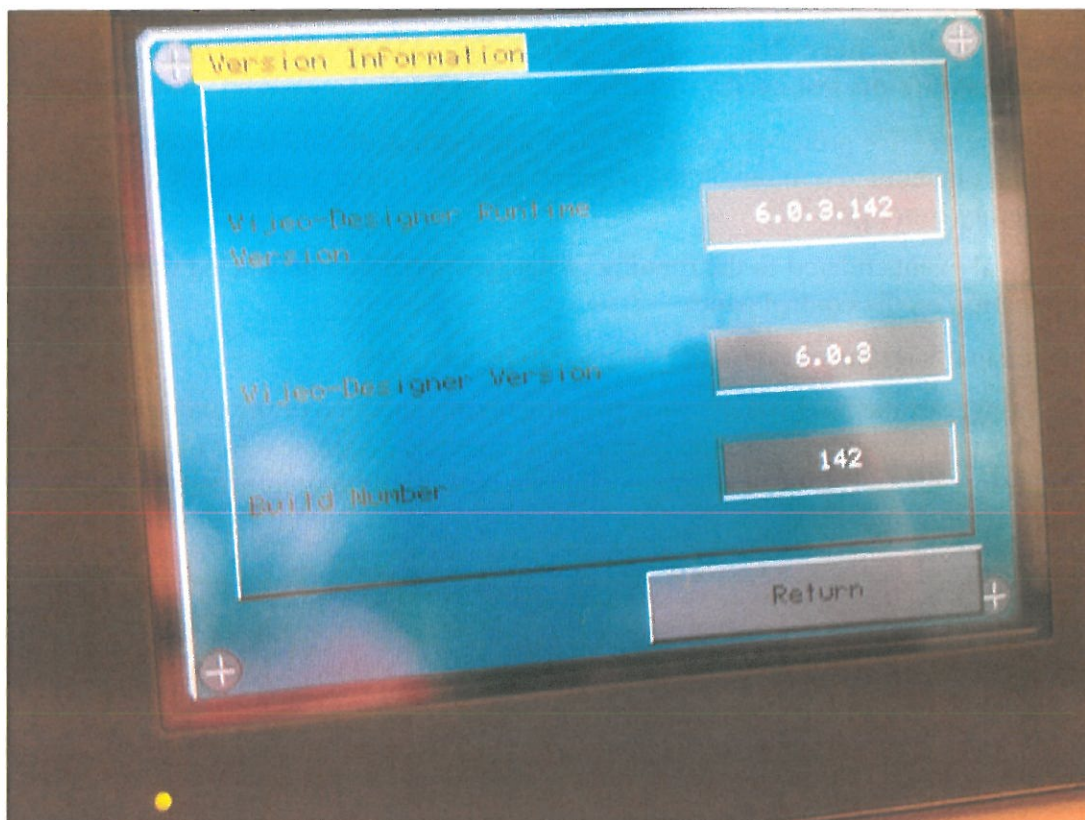 Version Information
Vijeo-Designer Runtime
Version
6.0.3.142
Vijeo-Designer Version
6.0.3
Build Number
142
Return